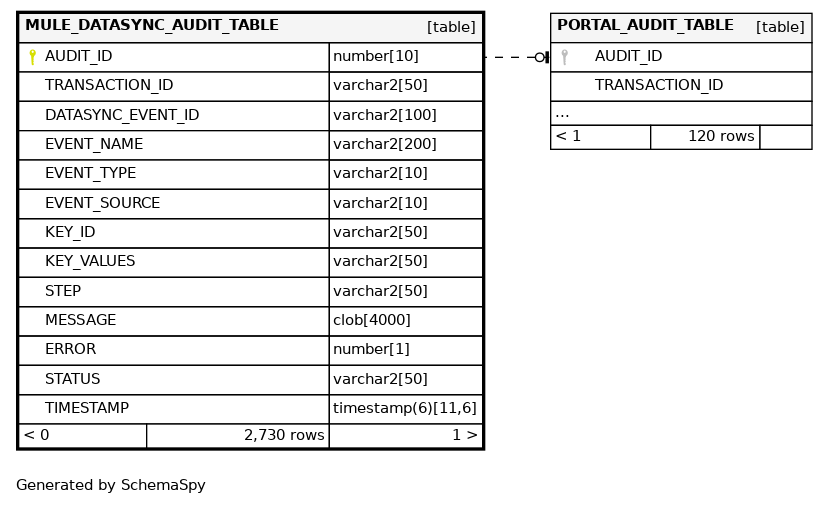 MULE_DATASYNC_AUDIT_TABLE [table]
AUDIT_ID number[10]
TRANSACTION_ID varchar2[50]
DATASYNC_EVENT_ID varchar2[100]
EVENT_NAME varchar2[200]
EVENT_TYPE varchar2[10]
EVENT_SOURCE varchar2[10]
KEY_ID varchar2[50]
KEY_VALUES varchar2[50]
STEP varchar2[50]
MESSAGE clob[4000]
ERROR number[1]
STATUS varchar2[50]
TIMESTAMP timestamp(6)[11,6]
< 0 2,730 rows 1 >
PORTAL_AUDIT_TABLE [table]
AUDIT_ID
TRANSACTION_ID
...
< 1 120 rows
Generated by SchemaSpy